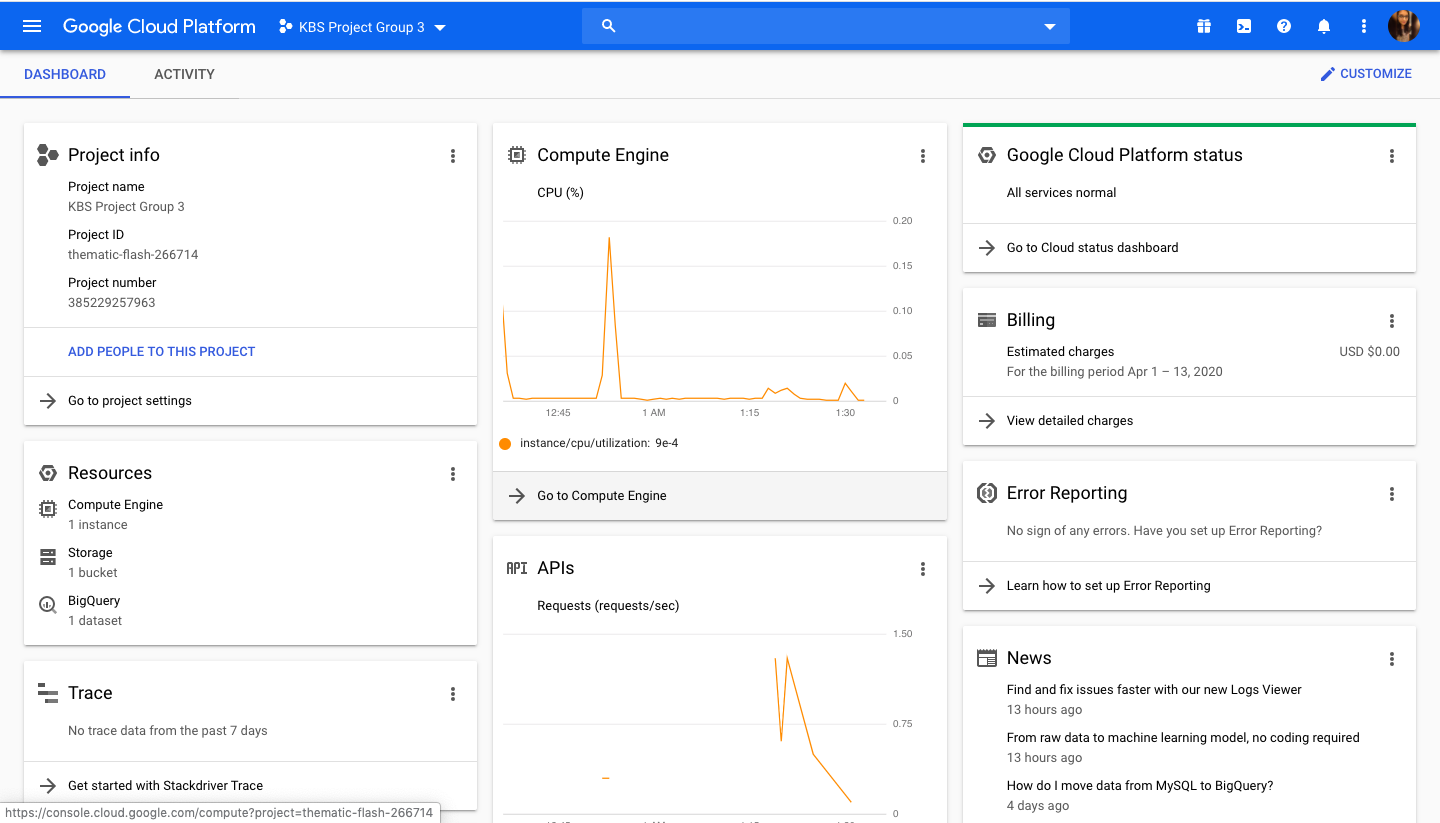 Google Cloud Platform
KBS Project Group 3
DASHBOARD
ACTIVITY
CUSTOMIZE
Project info
Project name
KBS Project Group 3
Project ID
thematic-flash-266714
Project number
385229257963
ADD PEOPLE TO THIS PROJECT
Go to project settings
Resources
Compute Engine
1 instance
Storage
1 bucket
BigQuery
1 dataset
Trace
No trace data from the past 7 days
Get started with Stackdriver Trace
https://console.cloud.google.com/compute?project=thematic-flash-266714
Compute Engine
CPU (%)
0.20
0.15
0.10
0.05
0
12:45 1 AM 1:15 1:30
instance/cpu/utilization: 9e-4
Go to Compute Engine
API APIs
Requests (requests/sec)
1.50
0.75
0
Google Cloud Platform status
All services normal
Go to Cloud status dashboard
Billing
Estimated charges USD $0.00
For the billing period Apr 1 – 13, 2020
View detailed charges
Error Reporting
No sign of any errors. Have you set up Error Reporting?
Learn how to set up Error Reporting
News
Find and fix issues faster with our new Logs Viewer
13 hours ago
From raw data to machine learning model, no coding required
13 hours ago
How do I move data from MySQL to BigQuery?
4 days ago